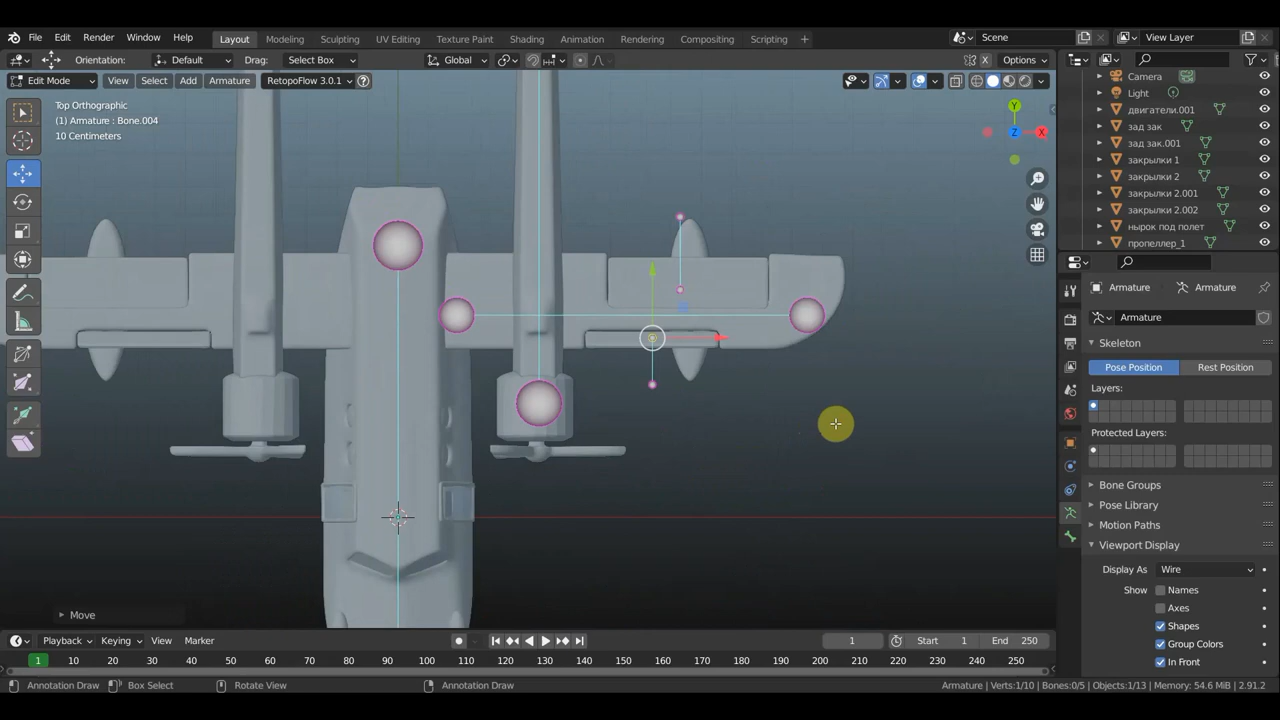 File Edit Render Window Help Layout Modeling Sculpting UV Editing Texture Paint Shading Animation Rendering Compositing Scripting + Scene View Layer
Orientation: Default Drag: Select Box Global Options
Edit Mode View Select Add Armature RetopoFlow 3.0.1 ?
Top Orthographic
(1) Armature : Bone.004
10 Centimeters
Y
Z
X
Camera
Light
двигатели.001
зад зак
зад зак.001
закрылки 1
закрылки 2
закрылки 2.001
закрылки 2.002
нырок под полет
пропеллер_1
Armature Armature
Armature
Skeleton
Pose Position Rest Position
Layers:
Protected Layers:
Bone Groups
Pose Library
Motion Paths
Viewport Display
Display As Wire
Show Names
Axes
Shapes
Group Colors
In Front
Move
Playback Keying View Marker 1 Start 1 End 250
1 10 20 30 40 50 60 70 80 90 100 110 120 130 140 150 160 170 180 190 200 210 220 230 240 250
Annotation Draw Box Select Rotate View Annotation Draw Armature | Verts:1/10 | Bones:0/5 | Objects:1/13 | Memory: 54.6 MiB | 2.91.2